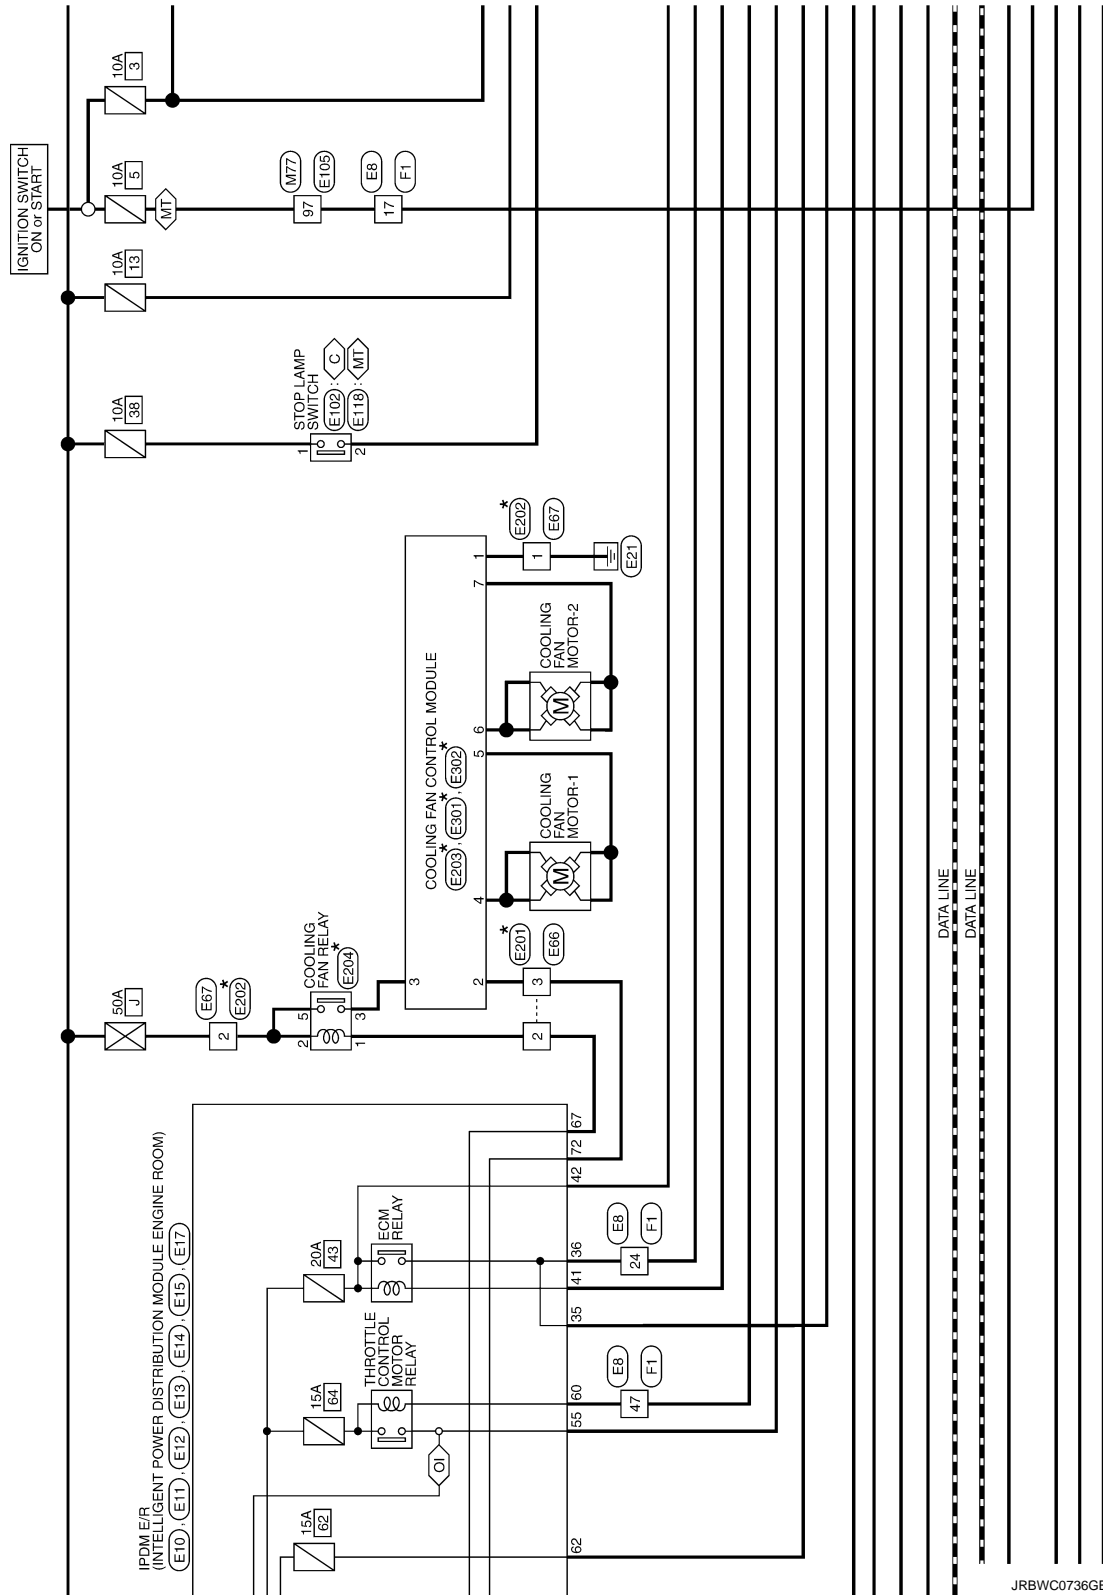 IPDM E/R
(INTELLIGENT POWER DISTRIBUTION MODULE ENGINE ROOM)
E10 , E11 , E12 , E13 , E14 , E15 , E17
15A
62
62
15A
64
THROTTLE
CONTROL
MOTOR
RELAY
OI
55
60
47
E8
F1
20A
43
ECM
RELAY
35
41
36
24
E8
F1
42
72
67
50A
J
2
E67
E202 *
COOLING
FAN RELAY
E204 *
2
5
1
3
2
3
E201 *
E66
COOLING FAN CONTROL MODULE
E203 * , E301 * , E302 *
3
2
4
5
6
7
1
M
COOLING
FAN
MOTOR-1
M
COOLING
FAN
MOTOR-2
1
E202 *
E67
E21
10A
38
STOP LAMP
SWITCH
E102 : C
E118 : MT
1
2
10A
13
IGNITION SWITCH
ON or START
10A
5
MT
97
M77
E105
17
E8
F1
10A
3
DATA LINE
DATA LINE
JRBWC0736GE